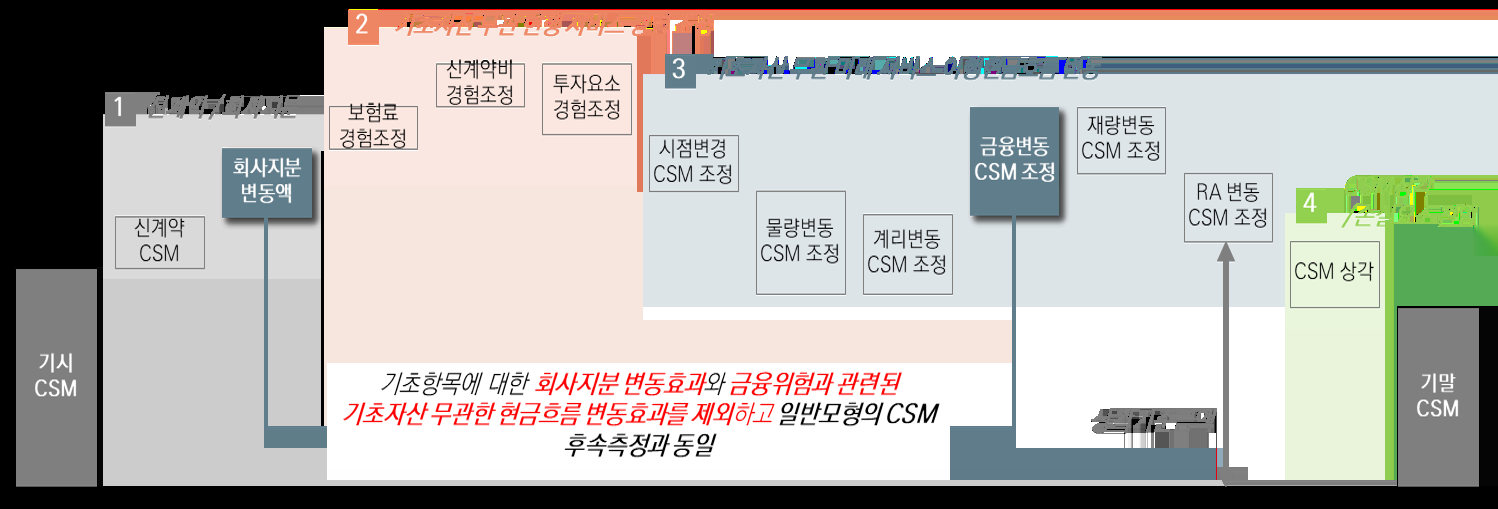 2
3
1
4
기시
CSM
신계약
CSM
회사지분
변동액
보험료
경험조정
신계약비
경험조정
투자요소
경험조정
시점변경
CSM 조정
물량변동
CSM 조정
계리변동
CSM 조정
금융변동
CSM 조정
재량변동
CSM 조정
RA 변동
CSM 조정
CSM 상각
기말
CSM
기초항목에 대한 회사지분 변동효과와 금융위험과 관련된
기초자산 무관한 현금흐름 변동효과를 제외하고 일반모형의 CSM
후속측정과 동일